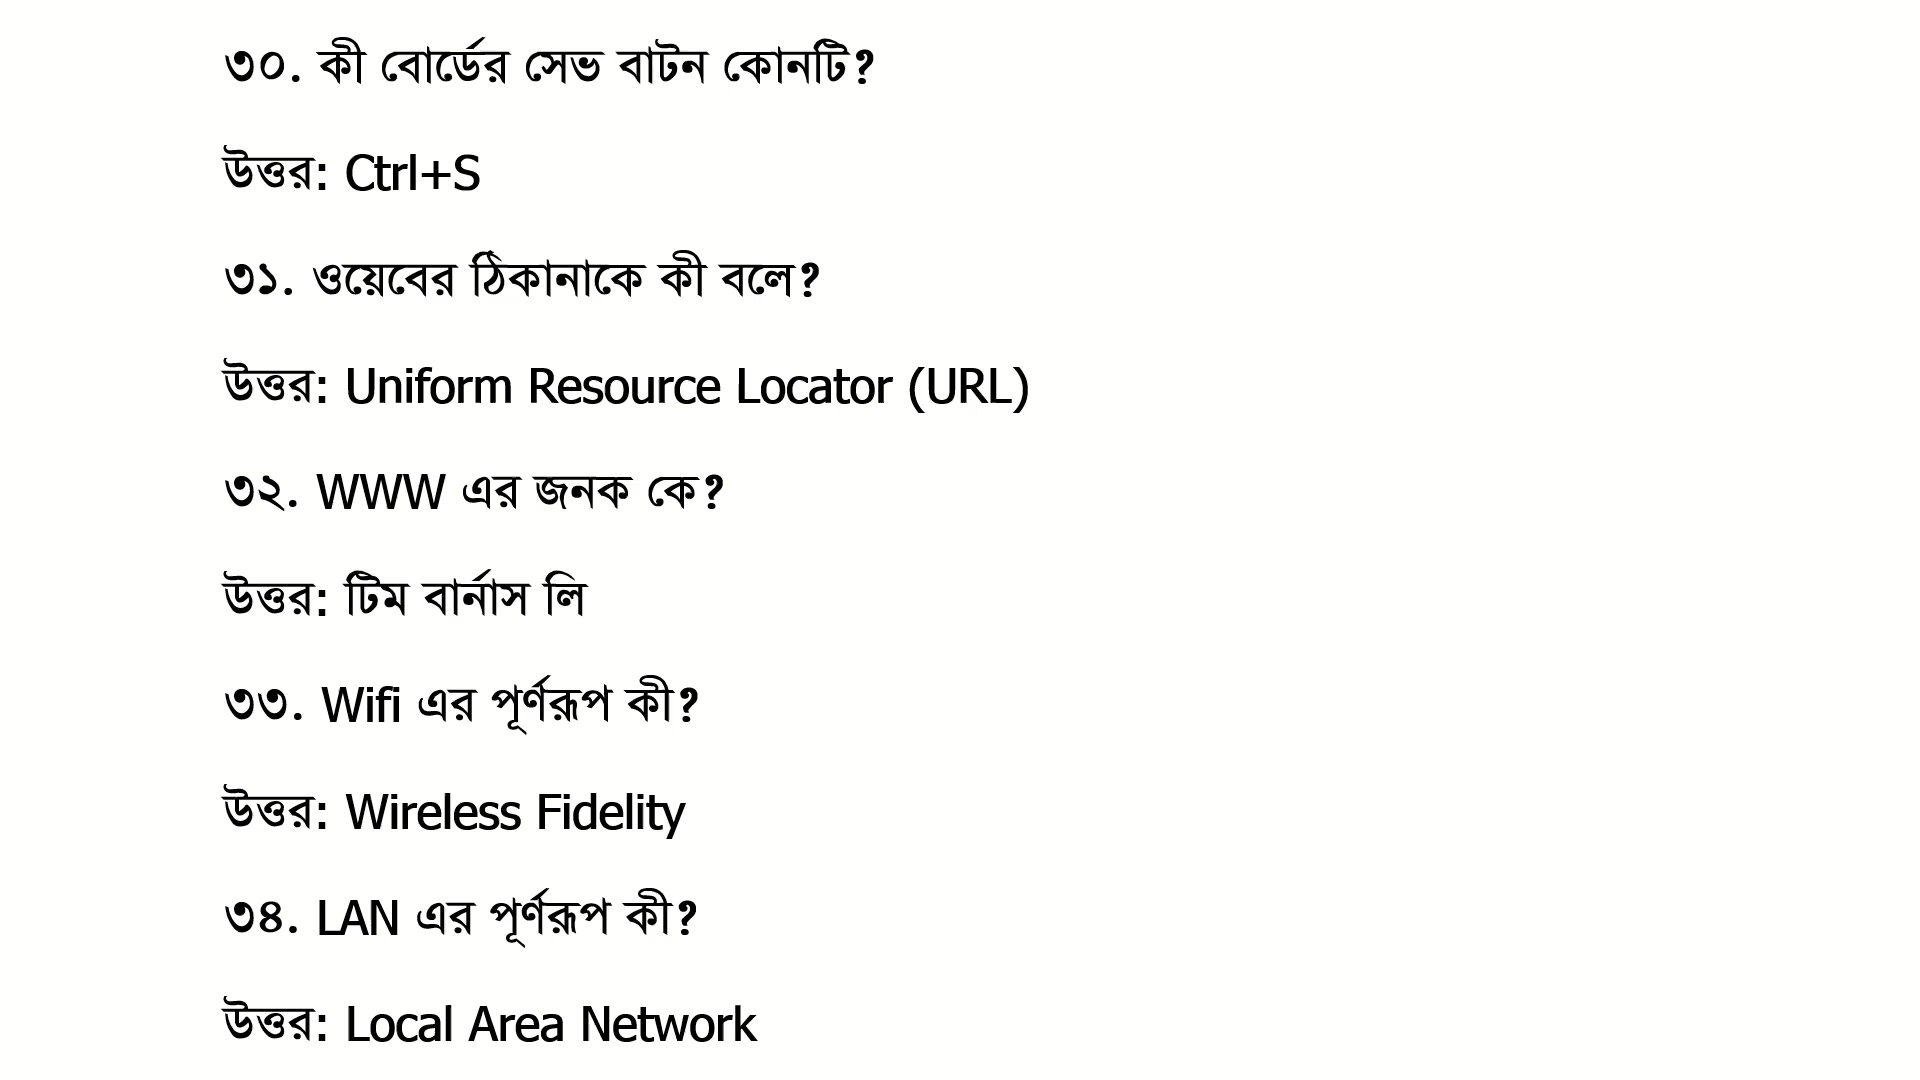 ৩০. কী বোর্ডের সেভ বাটন কোনটি?
উত্তর: Ctrl+S
৩১. ওয়েবের ঠিকানাকে কী বলে?
উত্তর: Uniform Resource Locator (URL)
৩২. WWW এর জনক কে?
উত্তর: টিম বার্নাস লি
৩৩. Wifi এর পূর্ণরূপ কী?
উত্তর: Wireless Fidelity
৩৪. LAN এর পূর্ণরূপ কী?
উত্তর: Local Area Network